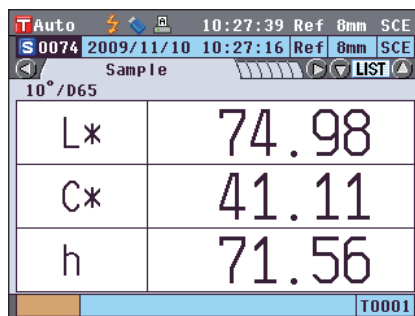 T Auto A 10:27:39 Ref 8mm SCE
S 0074 2009/11/10 10:27:16 Ref 8mm SCE
Sample LIST
10°/D65
L* 74.98
C* 41.11
h 71.56
T0001